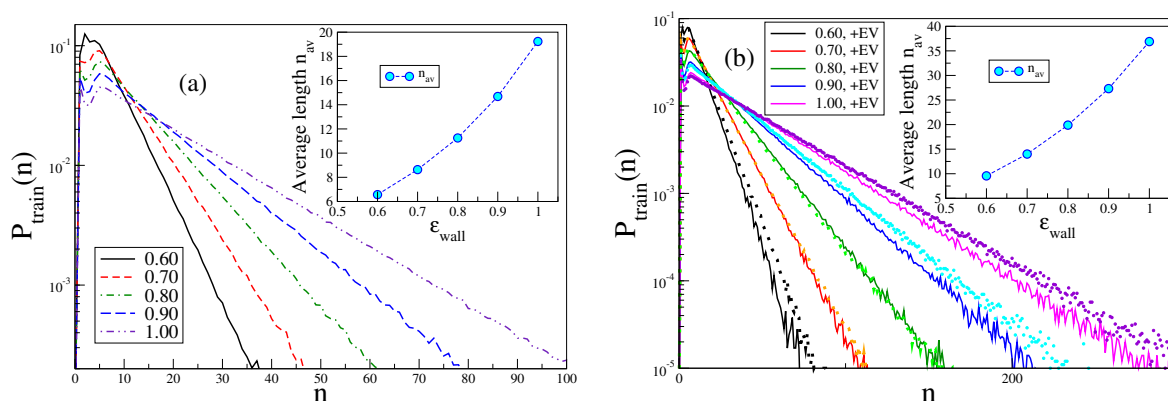 (a)
P_train(n)
10^-1
10^-2
10^-3
0 10 20 30 40 50 60 70 80 90 100
n
0.60
0.70
0.80
0.90
1.00
Average length n_av
20
18
16
14
12
10
8
6
0.5 0.6 0.7 0.8 0.9 1
ε_wall
n_av
(b)
P_train(n)
10^-1
10^-2
10^-3
10^-4
10^-5
0 200
n
0.60, +EV
0.70, +EV
0.80, +EV
0.90, +EV
1.00, +EV
Average length n_av
40
35
30
25
20
15
10
5
0.5 0.6 0.7 0.8 0.9 1
ε_wall
n_av